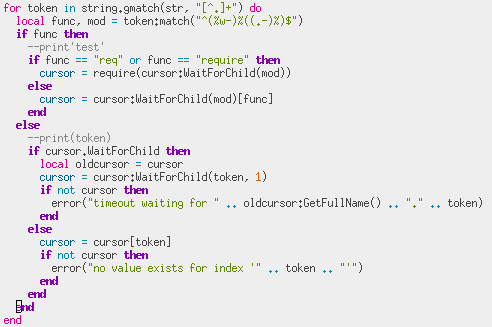 for token in string.gmatch(str, "[^.]+") do
  local func, mod = token:match("^(%w-)%((.-)%)$")
  if func then
    --print'test'
    if func == "req" or func == "require" then
      cursor = require(cursor:WaitForChild(mod))
    else
      cursor = cursor:WaitForChild(mod)[func]
    end
  else
    --print(token)
    if cursor.WaitForChild then
      local oldcursor = cursor
      cursor = cursor:WaitForChild(token, 1)
      if not cursor then
        error("timeout waiting for " .. oldcursor:GetFullName() .. "." .. token)
      end
    else
      cursor = cursor[token]
      if not cursor then
        error("no value exists for index '" .. token .. "'")
      end
    end
  end
end